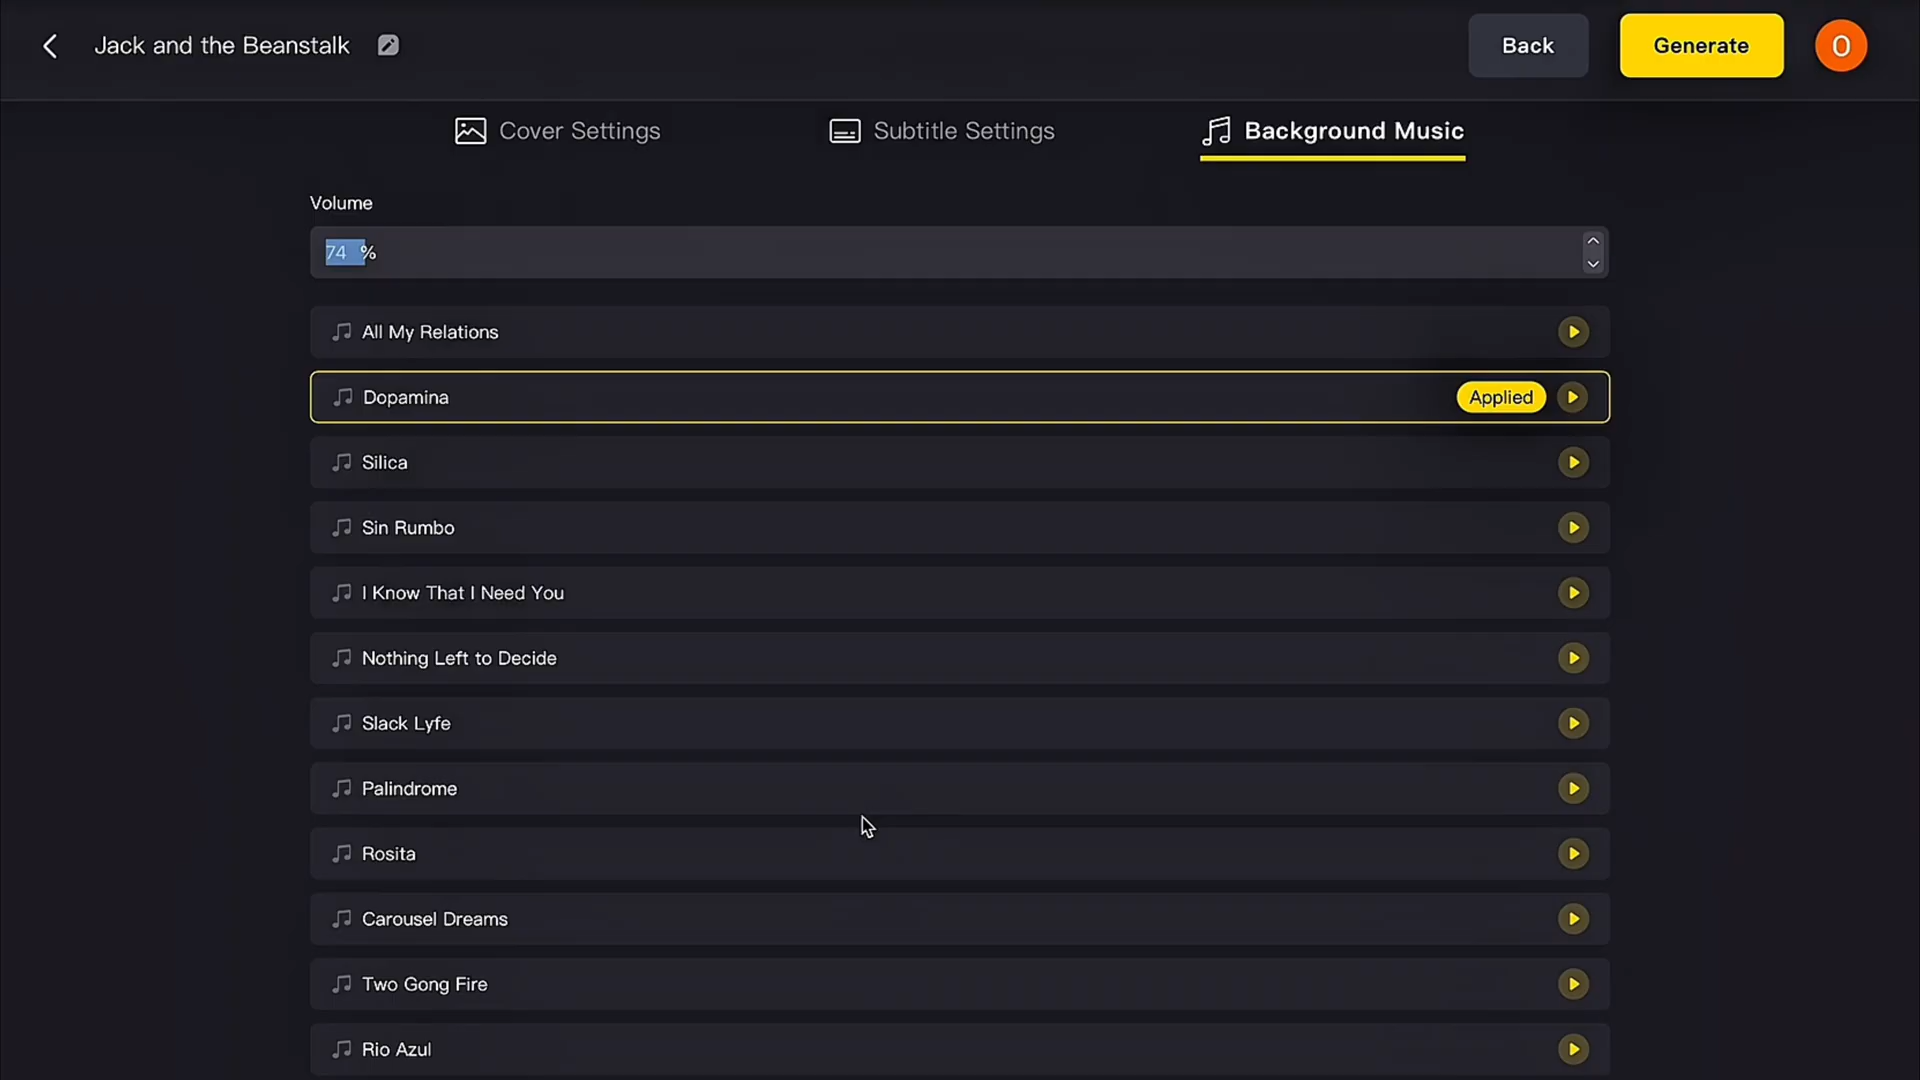 Jack and the Beanstalk
Back
Generate
O
Cover Settings
Subtitle Settings
Background Music
Volume
74 %
All My Relations
Dopamina
Applied
Silica
Sin Rumbo
I Know That I Need You
Nothing Left to Decide
Slack Lyfe
Palindrome
Rosita
Carousel Dreams
Two Gong Fire
Rio Azul